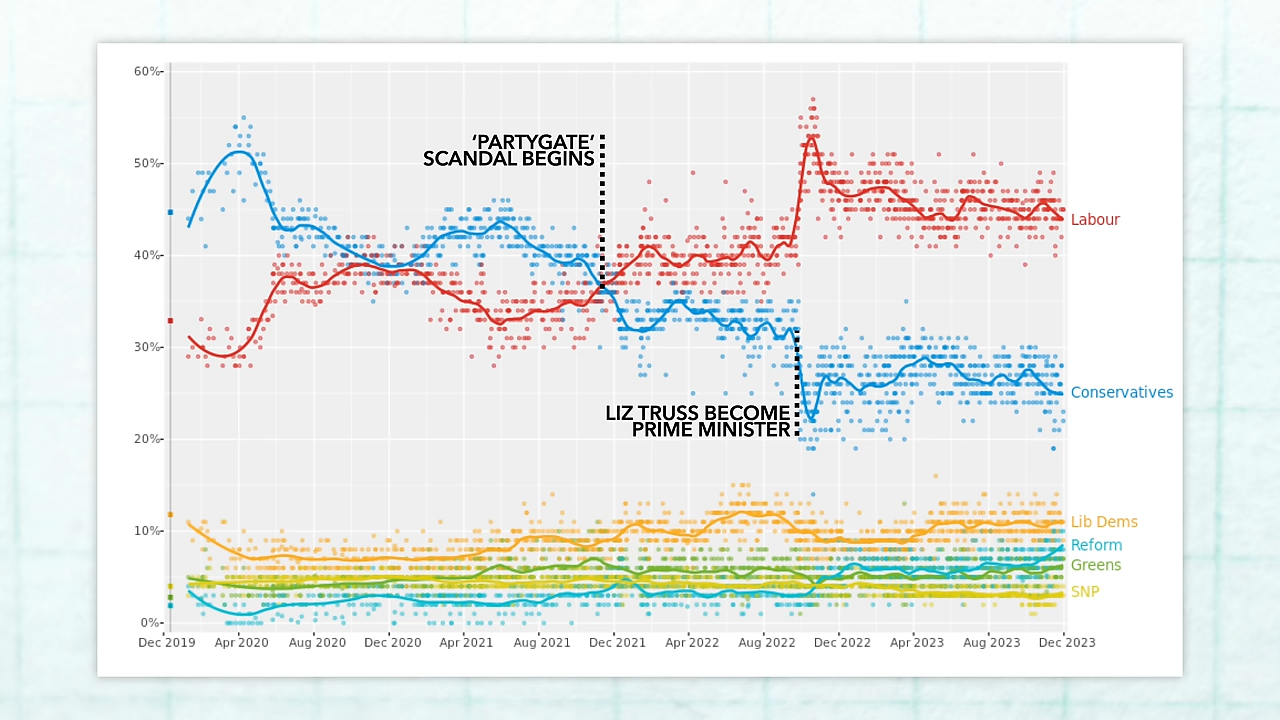 60%
50%
40%
30%
20%
10%
0%
‘PARTYGATE’
SCANDAL BEGINS
LIZ TRUSS BECOME
PRIME MINISTER
Labour
Conservatives
Lib Dems
Reform
Greens
SNP
Dec 2019 Apr 2020 Aug 2020 Dec 2020 Apr 2021 Aug 2021 Dec 2021 Apr 2022 Aug 2022 Dec 2022 Apr 2023 Aug 2023 Dec 2023